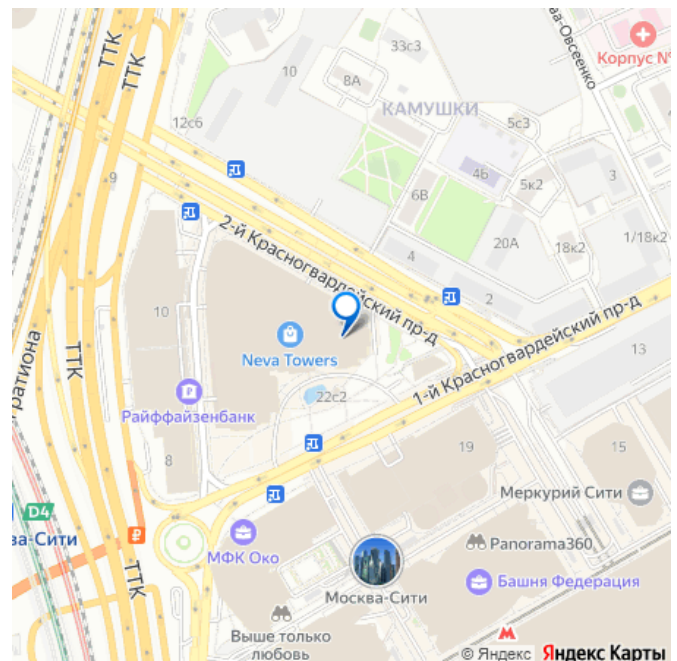 ТТК
ТТК
33с3
ва-Овсеенко
Корпус №
10
8А
КАМУШКИ
12с6
5с3
9
4б
5к2
3
6В
2-й Красногвардейский пр-д
20А
18к2
1/18к2
4
2
10
Neva Towers
1-й Красногвардейский пр-д
13
гратиона
ТТК
Райффайзенбанк
22с2
8
19
15
Меркурий Сити
D4
ва-Сити
МФК Око
Panorama360
Башня Федерация
Москва-Сити
ТТК
Выше только
любовь
© Яндекс Яндекс Карты